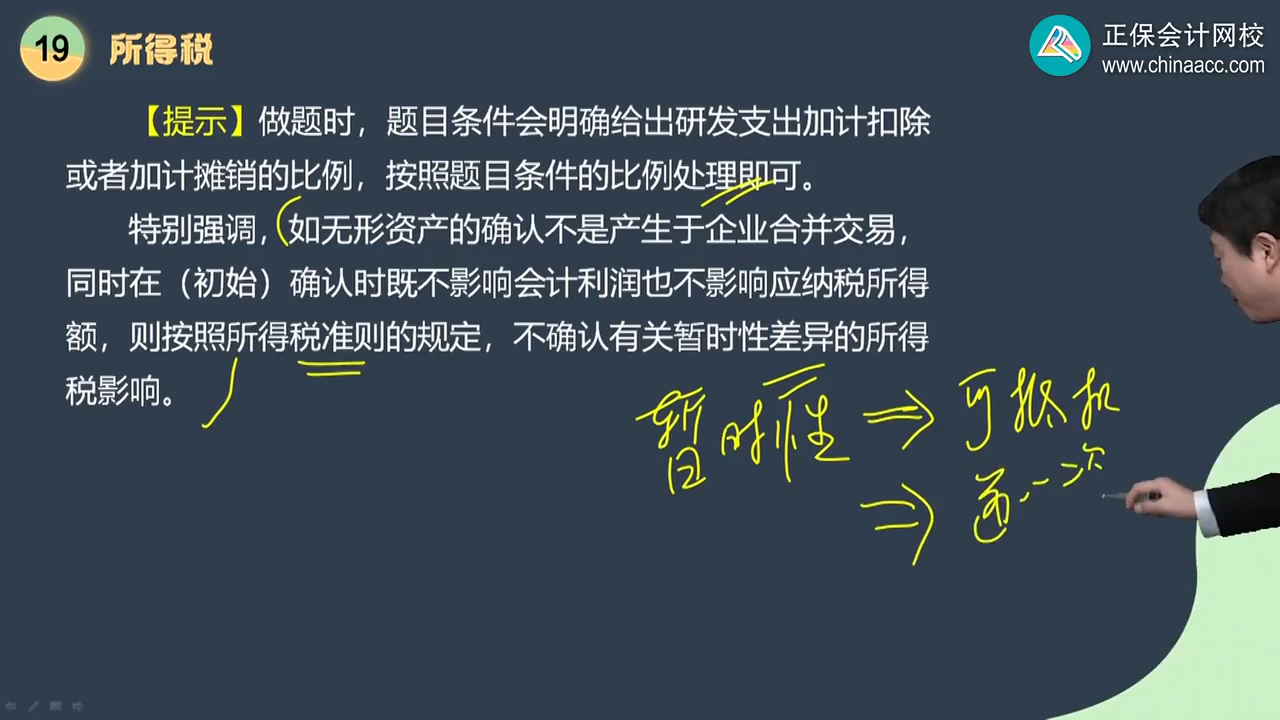 19 所得税
正保会计网校
www.chinaacc.com
【提示】做题时，题目条件会明确给出研发支出加计扣除
或者加计摊销的比例，按照题目条件的比例处理即可。
特别强调，如无形资产的确认不是产生于企业合并交易，
同时在（初始）确认时既不影响会计利润也不影响应纳税所得
额，则按照所得税准则的规定，不确认有关暂时性差异的所得
税影响。
暂时性 ⇒ 可抵扣
⇒